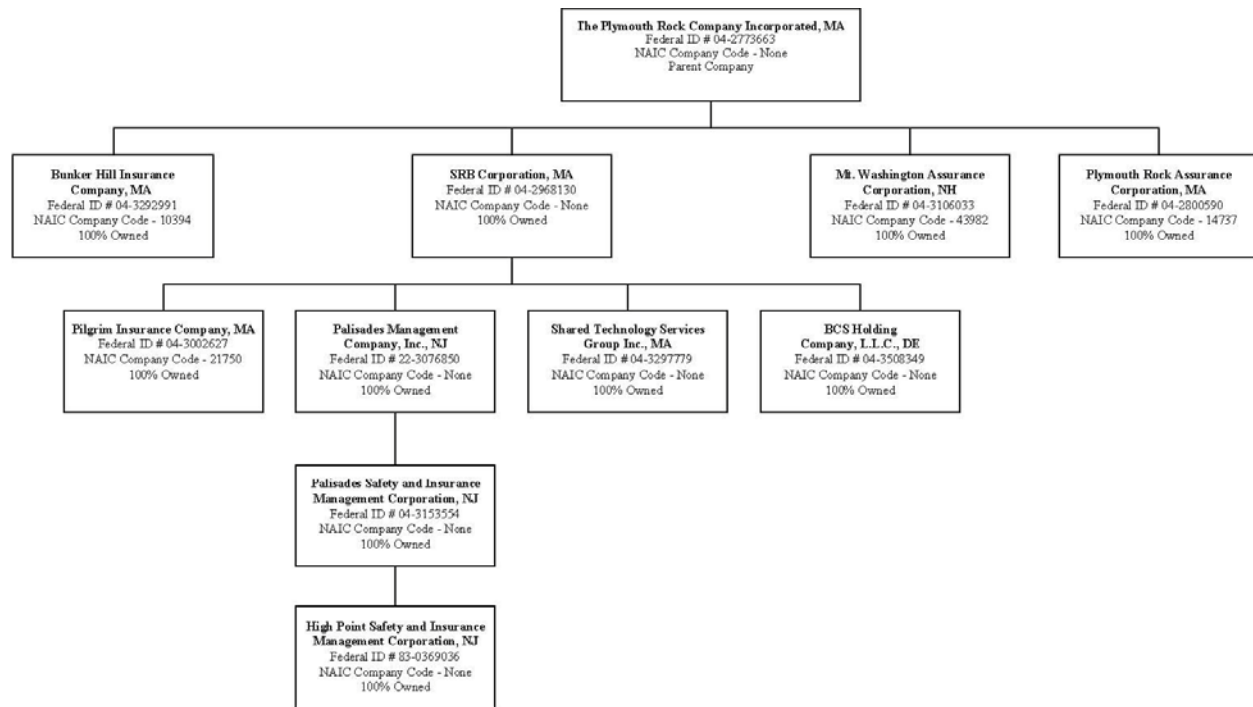 The Plymouth Rock Company Incorporated, MA
Federal ID # 04-2773663
NAIC Company Code - None
Parent Company
Bunker Hill Insurance
Company, MA
Federal ID # 04-3292991
NAIC Company Code - 10394
100% Owned
SRB Corporation, MA
Federal ID # 04-2968130
NAIC Company Code - None
100% Owned
Mt. Washington Assurance
Corporation, NH
Federal ID # 04-3106033
NAIC Company Code - 43982
100% Owned
Plymouth Rock Assurance
Corporation, MA
Federal ID # 04-2800590
NAIC Company Code - 14737
100% Owned
Pilgrim Insurance Company, MA
Federal ID # 04-3002627
NAIC Company Code - 21750
100% Owned
Palisades Management
Company, Inc., NJ
Federal ID # 22-3076850
NAIC Company Code - None
100% Owned
Shared Technology Services
Group Inc., MA
Federal ID # 04-3297779
NAIC Company Code - None
100% Owned
BCS Holding
Company, L.L.C., DE
Federal ID # 04-3508349
NAIC Company Code - None
100% Owned
Palisades Safety and Insurance
Management Corporation, NJ
Federal ID # 04-3153554
NAIC Company Code - None
100% Owned
High Point Safety and Insurance
Management Corporation, NJ
Federal ID # 83-0369036
NAIC Company Code - None
100% Owned